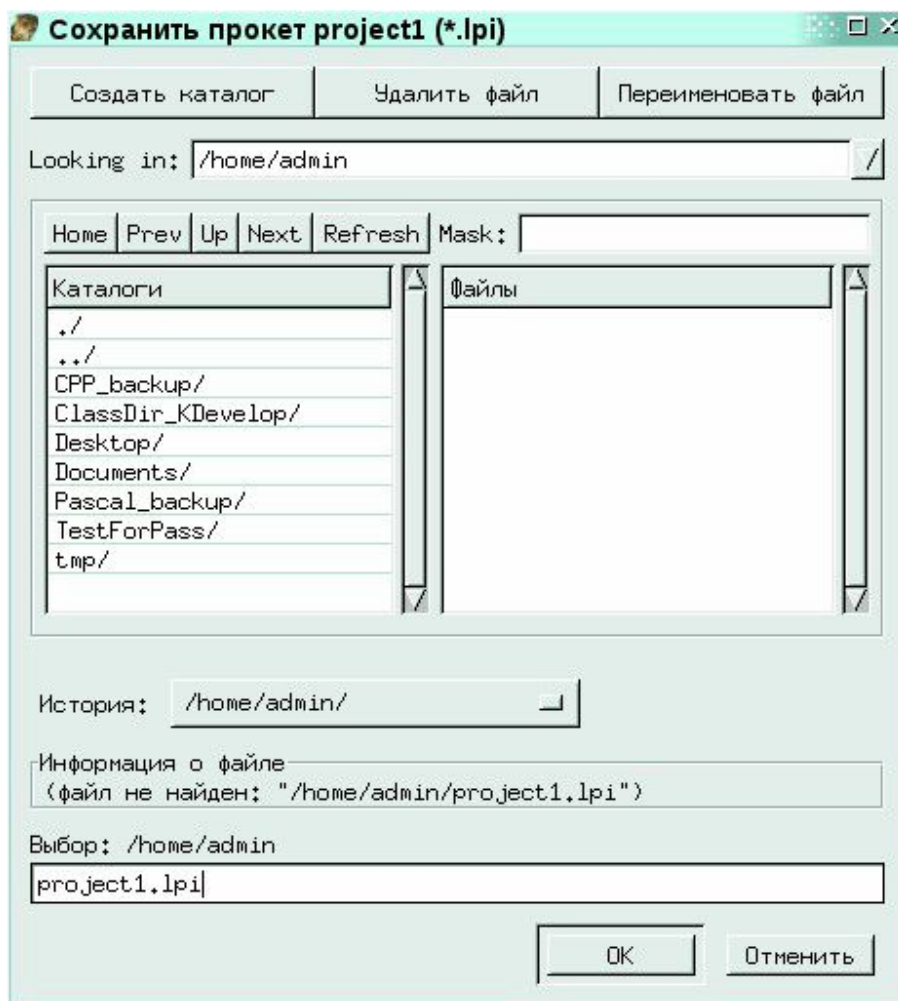 Сохранить прокет project1 (*.lpi)
Создать каталог Удалить файл Переименовать файл
Looking in: /home/admin
Home Prev Up Next Refresh Mask:
Каталоги Файлы
./
../
CPP_backup/
ClassDir_KDevelop/
Desktop/
Documents/
Pascal_backup/
TestForPass/
tmp/
История: /home/admin/
Информация о файле
(файл не найден: "/home/admin/project1.lpi")
Выбор: /home/admin
project1.lpi
OK Отменить